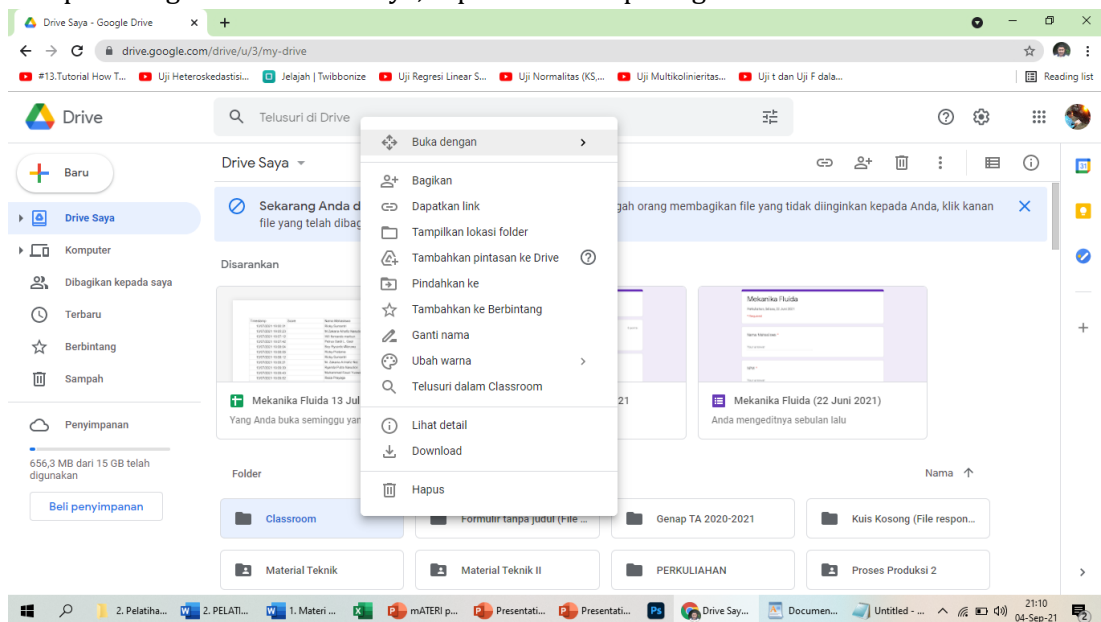 Drive Saya - Google Drive
drive.google.com/drive/u/3/my-drive
#13.Tutorial How T...
Uji Heteroskedastisi...
Jelajah | Twibbonize
Uji Regresi Linear S...
Uji Normalitas (KS,...
Uji Multikolinieritas...
Uji t dan Uji F dala...
Reading list
Drive
Telusuri di Drive
Baru
Drive Saya
Komputer
Dibagikan kepada saya
Terbaru
Berbintang
Sampah
Penyimpanan
656,3 MB dari 15 GB telah
digunakan
Beli penyimpanan
Drive Saya
Sekarang Anda d
gah orang membagikan file yang tidak diinginkan kepada Anda, klik kanan
file yang telah dibag
Disarankan
Buka dengan
Bagikan
Dapatkan link
Tampilkan lokasi folder
Tambahkan pintasan ke Drive
Pindahkan ke
Tambahkan ke Berbintang
Ganti nama
Ubah warna
Telusuri dalam Classroom
Lihat detail
Download
Hapus
Mekanika Fluida
Mekanika Fluida 13 Jul
Yang Anda buka seminggu yan
21
Mekanika Fluida (22 Juni 2021)
Anda mengeditnya sebulan lalu
Folder
Nama
Classroom
Formulir tanpa judul (File ...
Genap TA 2020-2021
Kuis Kosong (File respon...
Material Teknik
Material Teknik II
PERKULIAHAN
Proses Produksi 2
31
2. Pelatiha...
2. PELATI...
1. Materi ...
mATERI p...
Presentati...
Presentati...
Ps
Drive Say...
Documen...
Untitled - ...
21:10
04-Sep-21
2